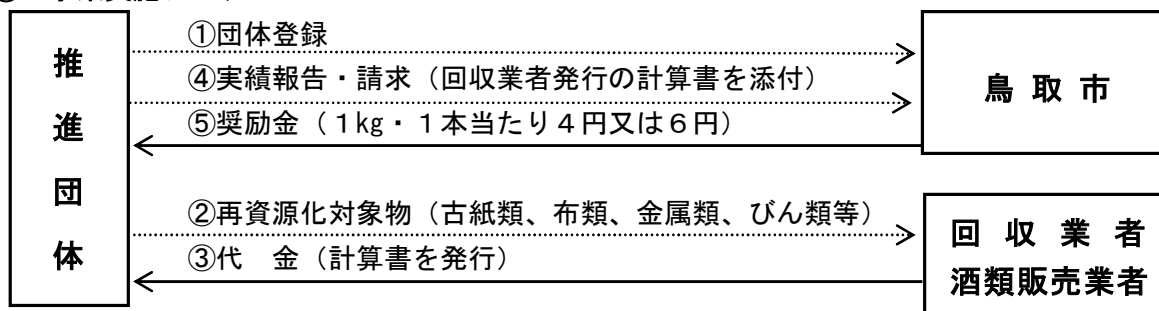 推進団体
①団体登録
④実績報告・請求(回収業者発行の計算書を添付)
⑤奨励金(1kg・1本当たり4円又は6円)
鳥取市
②再資源化対象物(古紙類、布類、金属類、びん類等)
③代　金(計算書を発行)
回収業者
酒類販売業者